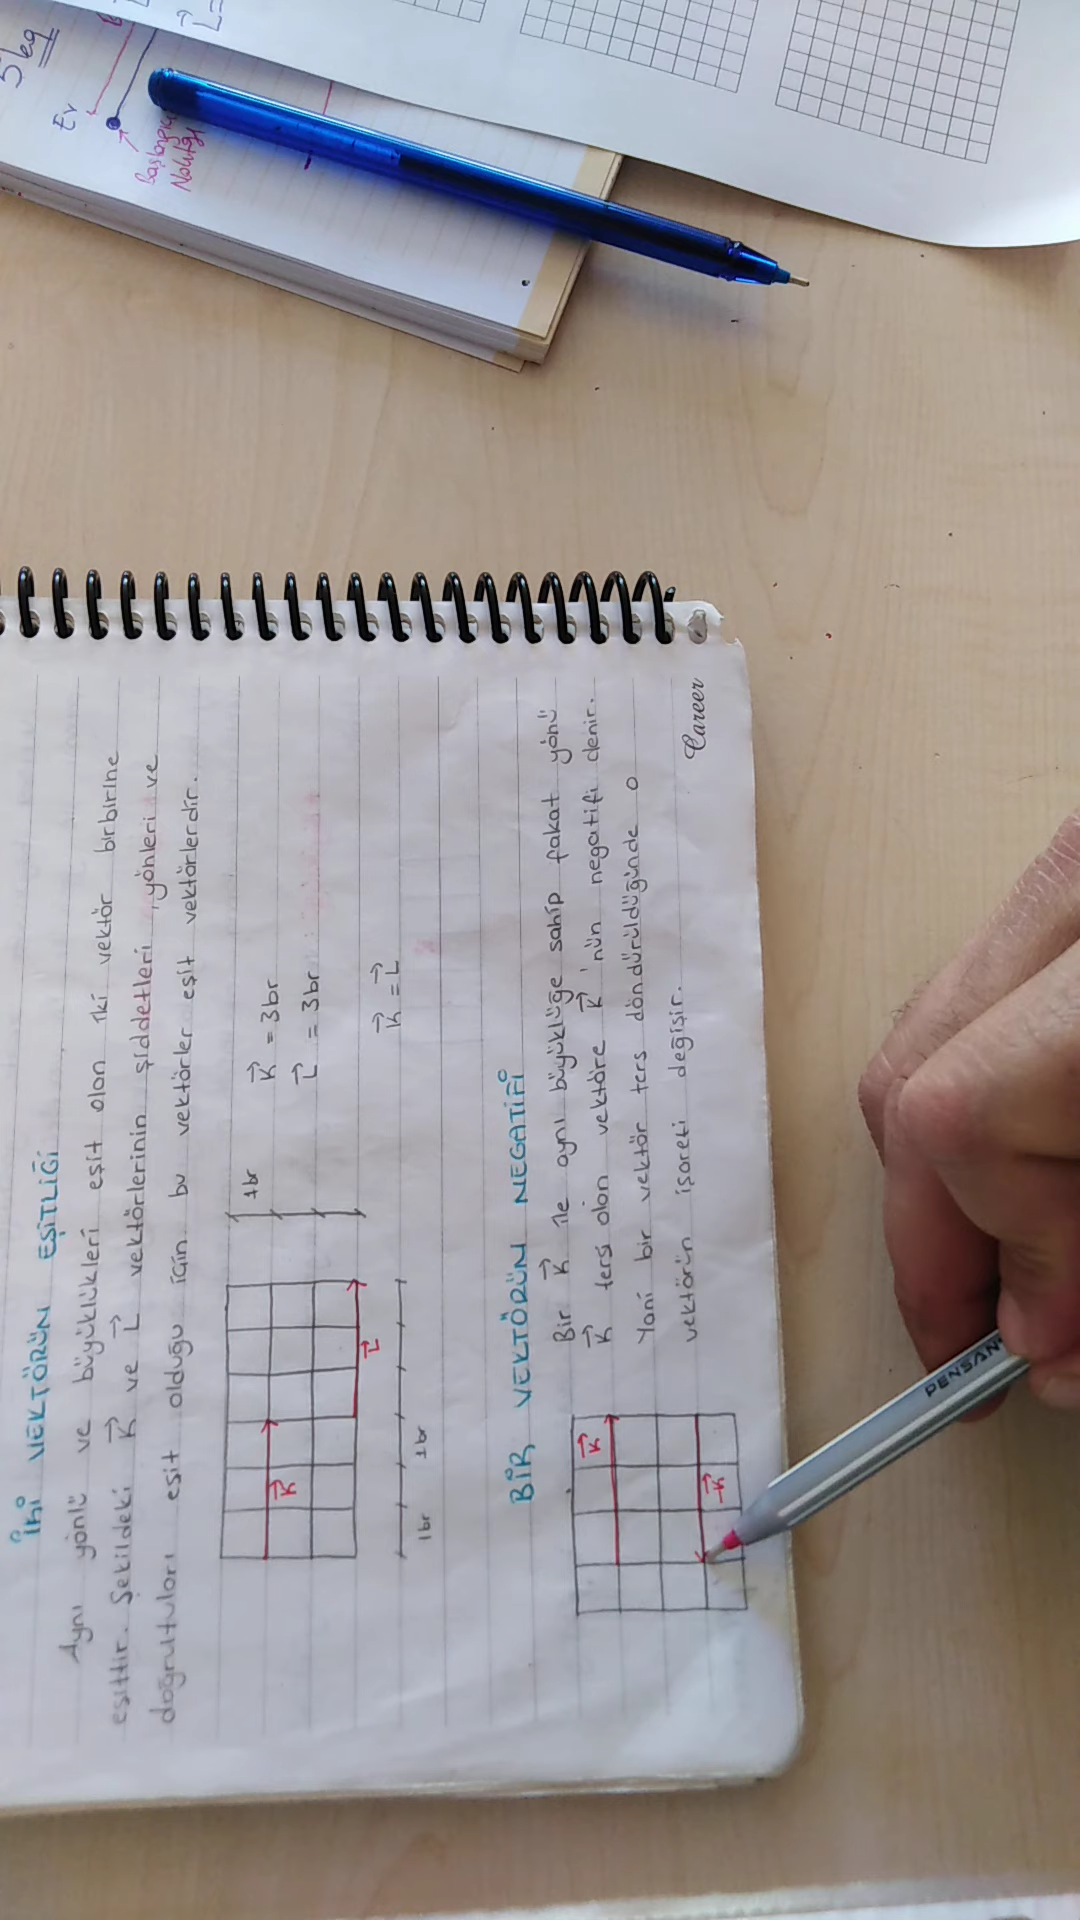 5kg
Ev
Başlangıç
Noktası
İKİ VEKTÖRÜN EŞİTLİĞİ
Aynı yönlü ve büyüklükleri eşit olan iki vektör birbirine
eşittir. Şekildeki K ve L vektörlerinin şiddetleri, yönleri ve
doğrultuları eşit olduğu için bu vektörler eşit vektörlerdir.
1br
K = 3br
L = 3br
K
L
K = L
1br 1br
BİR VEKTÖRÜN NEGATİFİ
Bir K ile aynı büyüklüğe sahip fakat yönü
K ters olan vektöre K'nün negatifi denir.
Yani bir vektör ters döndürüldüğünde o
vektörün işareti değişir.
K
-K
Career
PENSAN